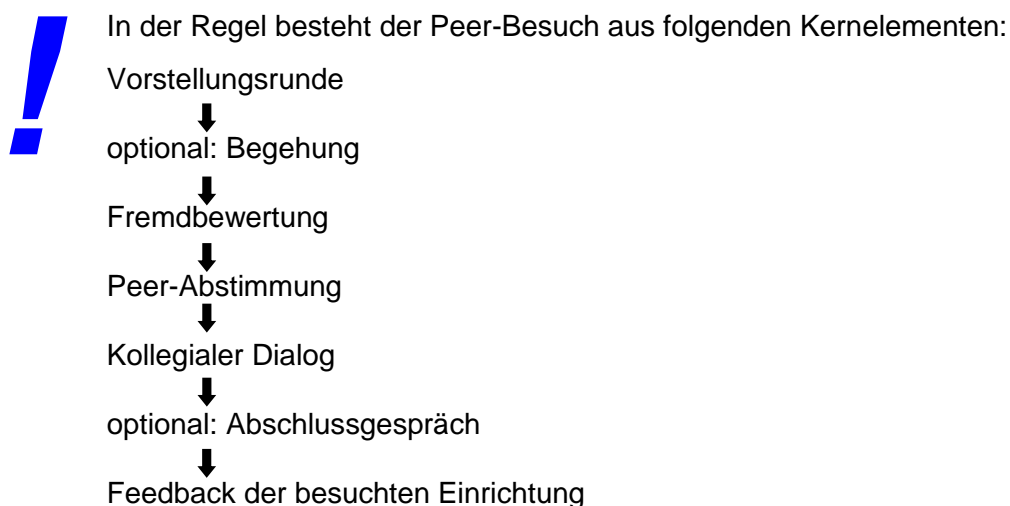 !
In der Regel besteht der Peer-Besuch aus folgenden Kernelementen:
Vorstellungsrunde
optional: Begehung
Fremdbewertung
Peer-Abstimmung
Kollegialer Dialog
optional: Abschlussgespräch
Feedback der besuchten Einrichtung